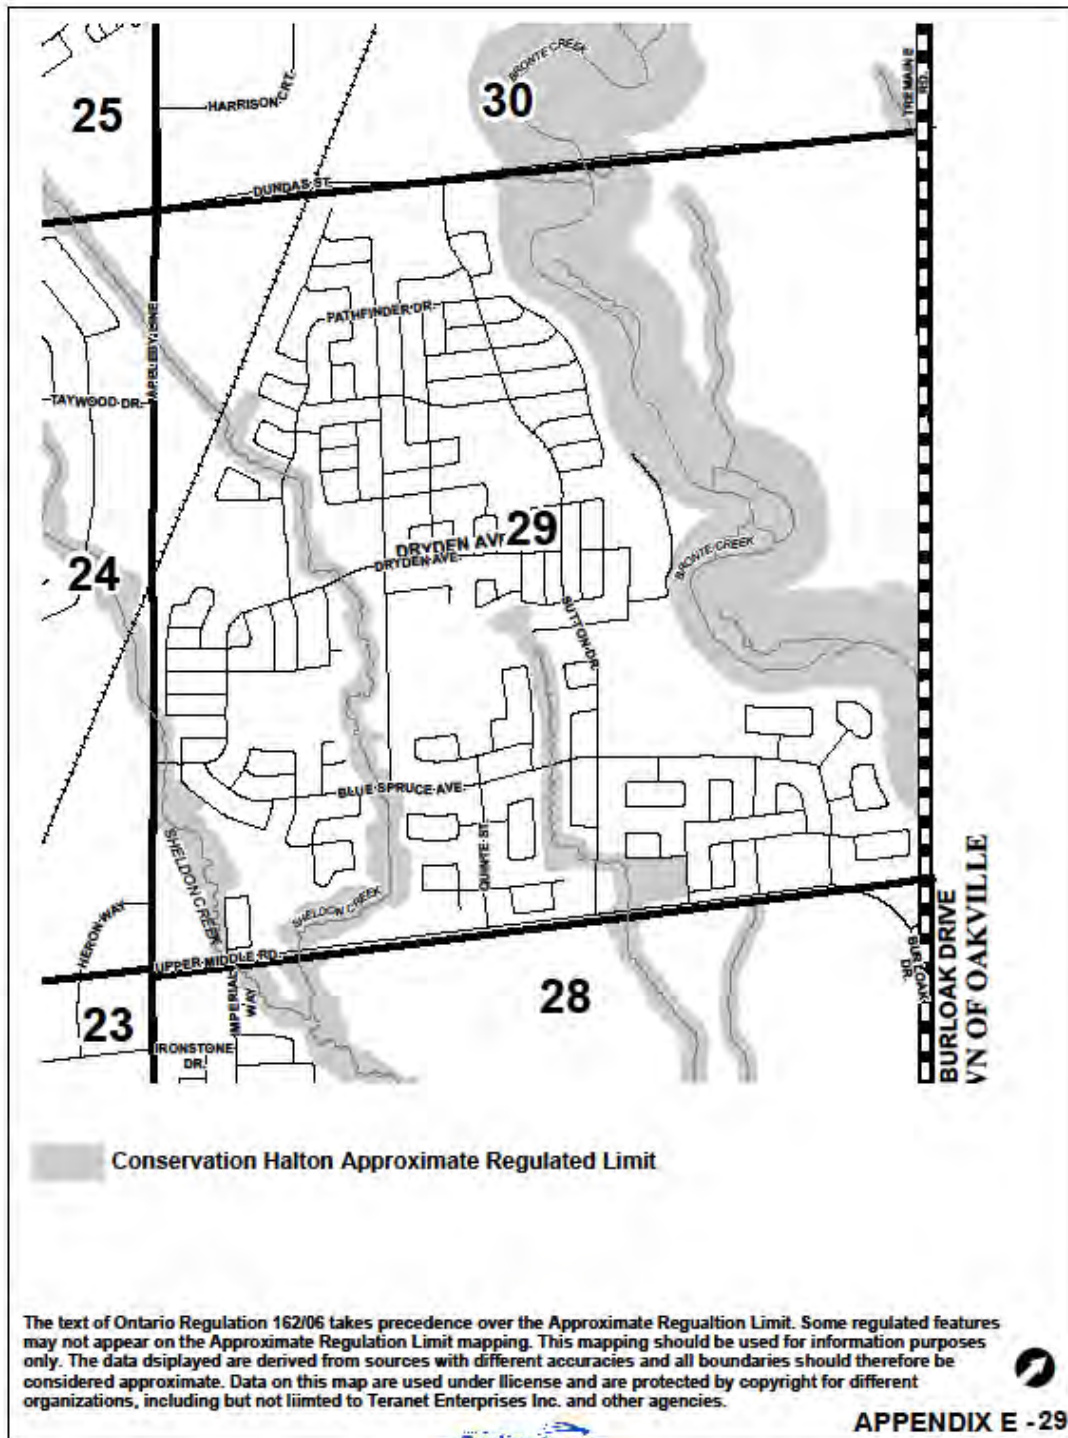 BRONTE CREEK
TREMAINE RD.
25
HARRISON CRT.
30
DUNDAS ST.
APPLEBY LINE
PATHFINDER DR.
TAYWOOD DR.
29
DRYDEN AVE
DRYDEN AVE.
BRONTE CREEK
24
SUTTON DR.
BLUE SPRUCE AVE.
QUINTE ST.
SHELDON CREEK
SHELDON CREEK
HERON WAY
UPPER MIDDLE RD.
IMPERIAL WAY
BURLOAK DR.
BURLOAK DRIVE
VN OF OAKVILLE
28
23
IRONSTONE DR.
Conservation Halton Approximate Regulated Limit
The text of Ontario Regulation 162/06 takes precedence over the Approximate Regualtion Limit. Some regulated features
may not appear on the Approximate Regulation Limit mapping. This mapping should be used for information purposes
only. The data dsiplayed are derived from sources with different accuracies and all boundaries should therefore be
considered approximate. Data on this map are used under llicense and are protected by copyright for different
organizations, including but not liimted to Teranet Enterprises Inc. and other agencies.
APPENDIX E - 29